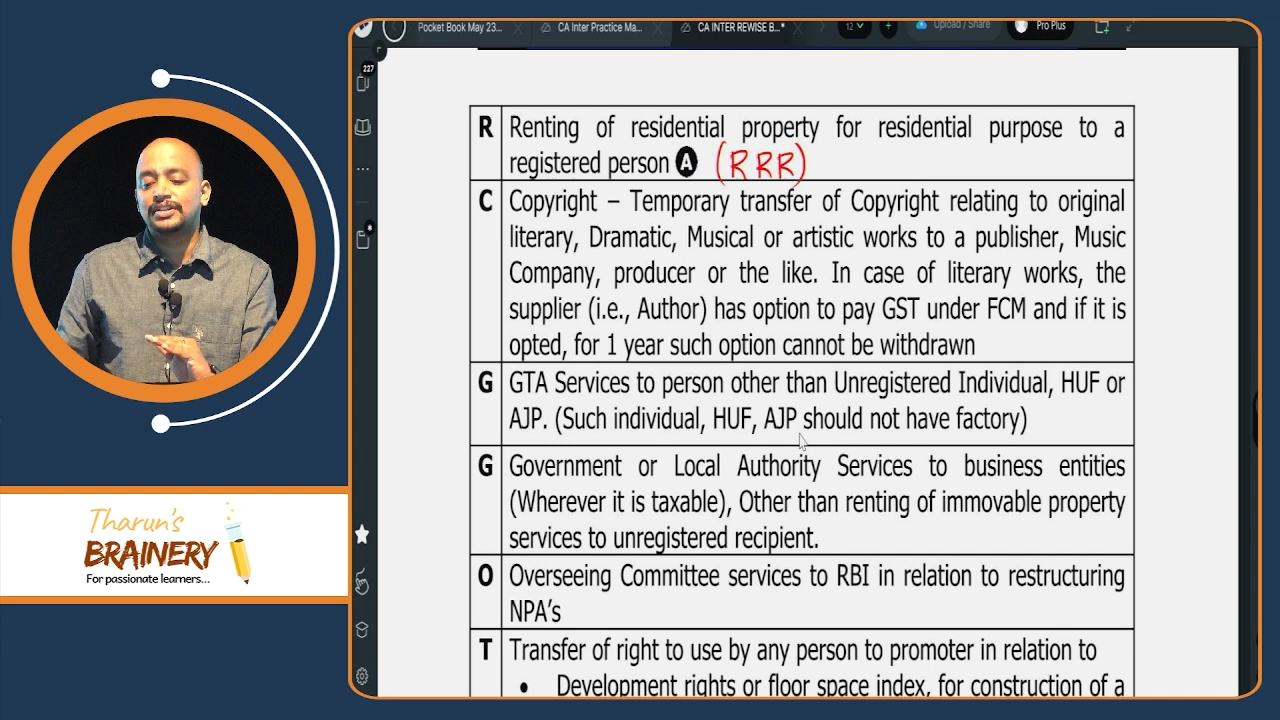 Pocket Book May 23...
CA Inter Practice Ma...
CA INTER REWISE B...*
12
Upload / Share
Pro Plus
227
R Renting of residential property for residential purpose to a
registered person A (RRR)
C Copyright – Temporary transfer of Copyright relating to original
literary, Dramatic, Musical or artistic works to a publisher, Music
Company, producer or the like. In case of literary works, the
supplier (i.e., Author) has option to pay GST under FCM and if it is
opted, for 1 year such option cannot be withdrawn
G GTA Services to person other than Unregistered Individual, HUF or
AJP. (Such individual, HUF, AJP should not have factory)
G Government or Local Authority Services to business entities
(Wherever it is taxable), Other than renting of immovable property
services to unregistered recipient.
O Overseeing Committee services to RBI in relation to restructuring
NPA's
T Transfer of right to use by any person to promoter in relation to
• Development rights or floor space index, for construction of a
Tharun's
BRAINERY
For passionate learners...